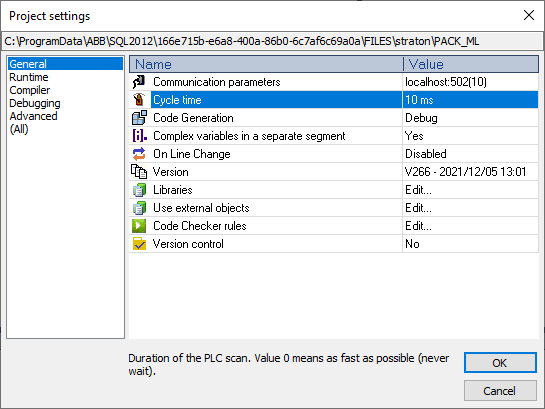 Project settings
C:\ProgramData\ABB\SQL2012\166e715b-e6a8-400a-86b0-6c7af6c69a0a\FILES\straton\PACK_ML
General
Runtime
Compiler
Debugging
Advanced
(All)
Name Value
Communication parameters localhost:502(10)
Cycle time 10 ms
Code Generation Debug
Complex variables in a separate segment Yes
On Line Change Disabled
Version V266 - 2021/12/05 13:01
Libraries Edit...
Use external objects Edit...
Code Checker rules Edit...
Version control No
Duration of the PLC scan. Value 0 means as fast as possible (never
wait).
OK
Cancel